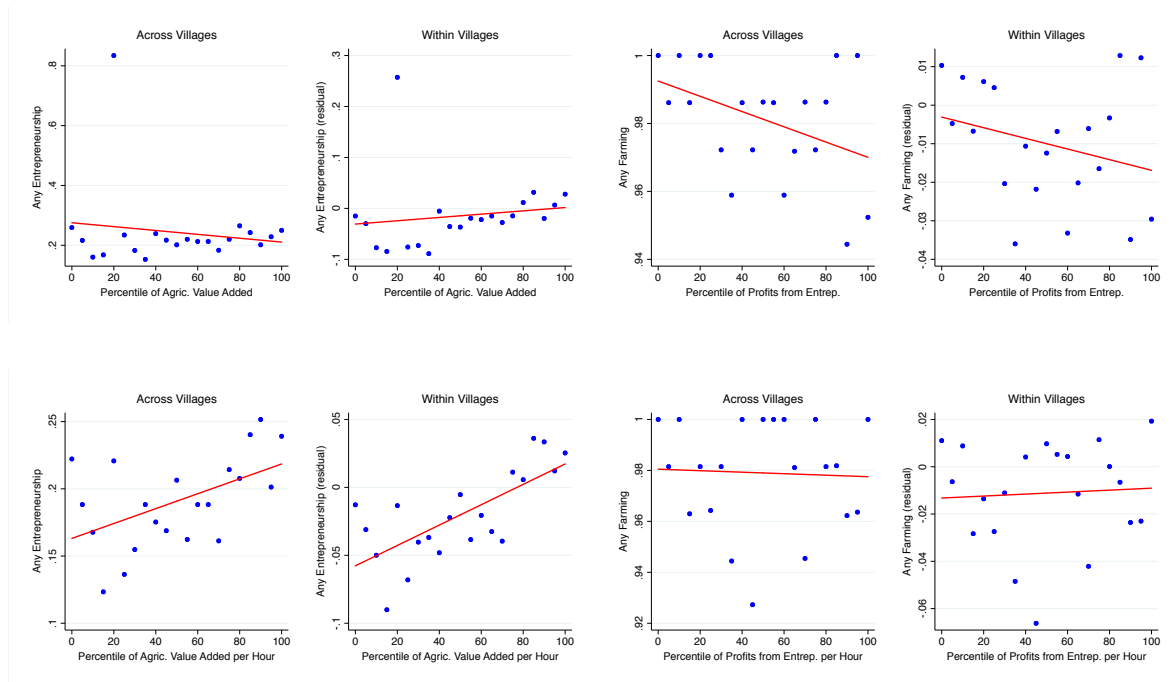 Across Villages
Any Entrepreneurship
.2 .4 .6 .8
0 20 40 60 80 100
Percentile of Agric. Value Added
Within Villages
Any Entrepreneurship (residual)
-.1 0 .1 .2 .3
0 20 40 60 80 100
Percentile of Agric. Value Added
Across Villages
Any Farming
.94 .96 .98 1
0 20 40 60 80 100
Percentile of Profits from Entrep.
Within Villages
Any Farming (residual)
-.04 -.03 -.02 -.01 0 .01
0 20 40 60 80 100
Percentile of Profits from Entrep.
Across Villages
Any Entrepreneurship
.1 .15 .2 .25
0 20 40 60 80 100
Percentile of Agric. Value Added per Hour
Within Villages
Any Entrepreneurship (residual)
-.1 -.05 0 .05
0 20 40 60 80 100
Percentile of Agric. Value Added per Hour
Across Villages
Any Farming
.92 .94 .96 .98 1
0 20 40 60 80 100
Percentile of Profits from Entrep. per Hour
Within Villages
Any Farming (residual)
-.06 -.04 -.02 0 .02
0 20 40 60 80 100
Percentile of Profits from Entrep. per Hour